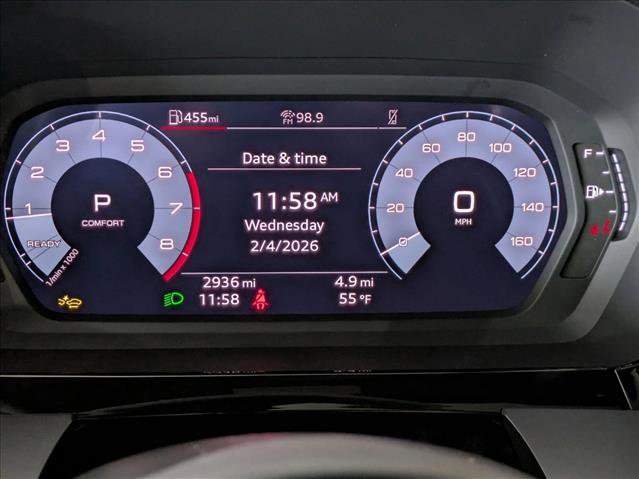 455mi
FM 98.9
Date & time
11:58 AM
Wednesday
2/4/2026
2936 mi 4.9 mi
11:58 55 °F
1 2 3 4 5 6 7 8
READY
1/min x 1000
P
COMFORT
0 20 40 60 80 100 120 140 160
0
MPH
F